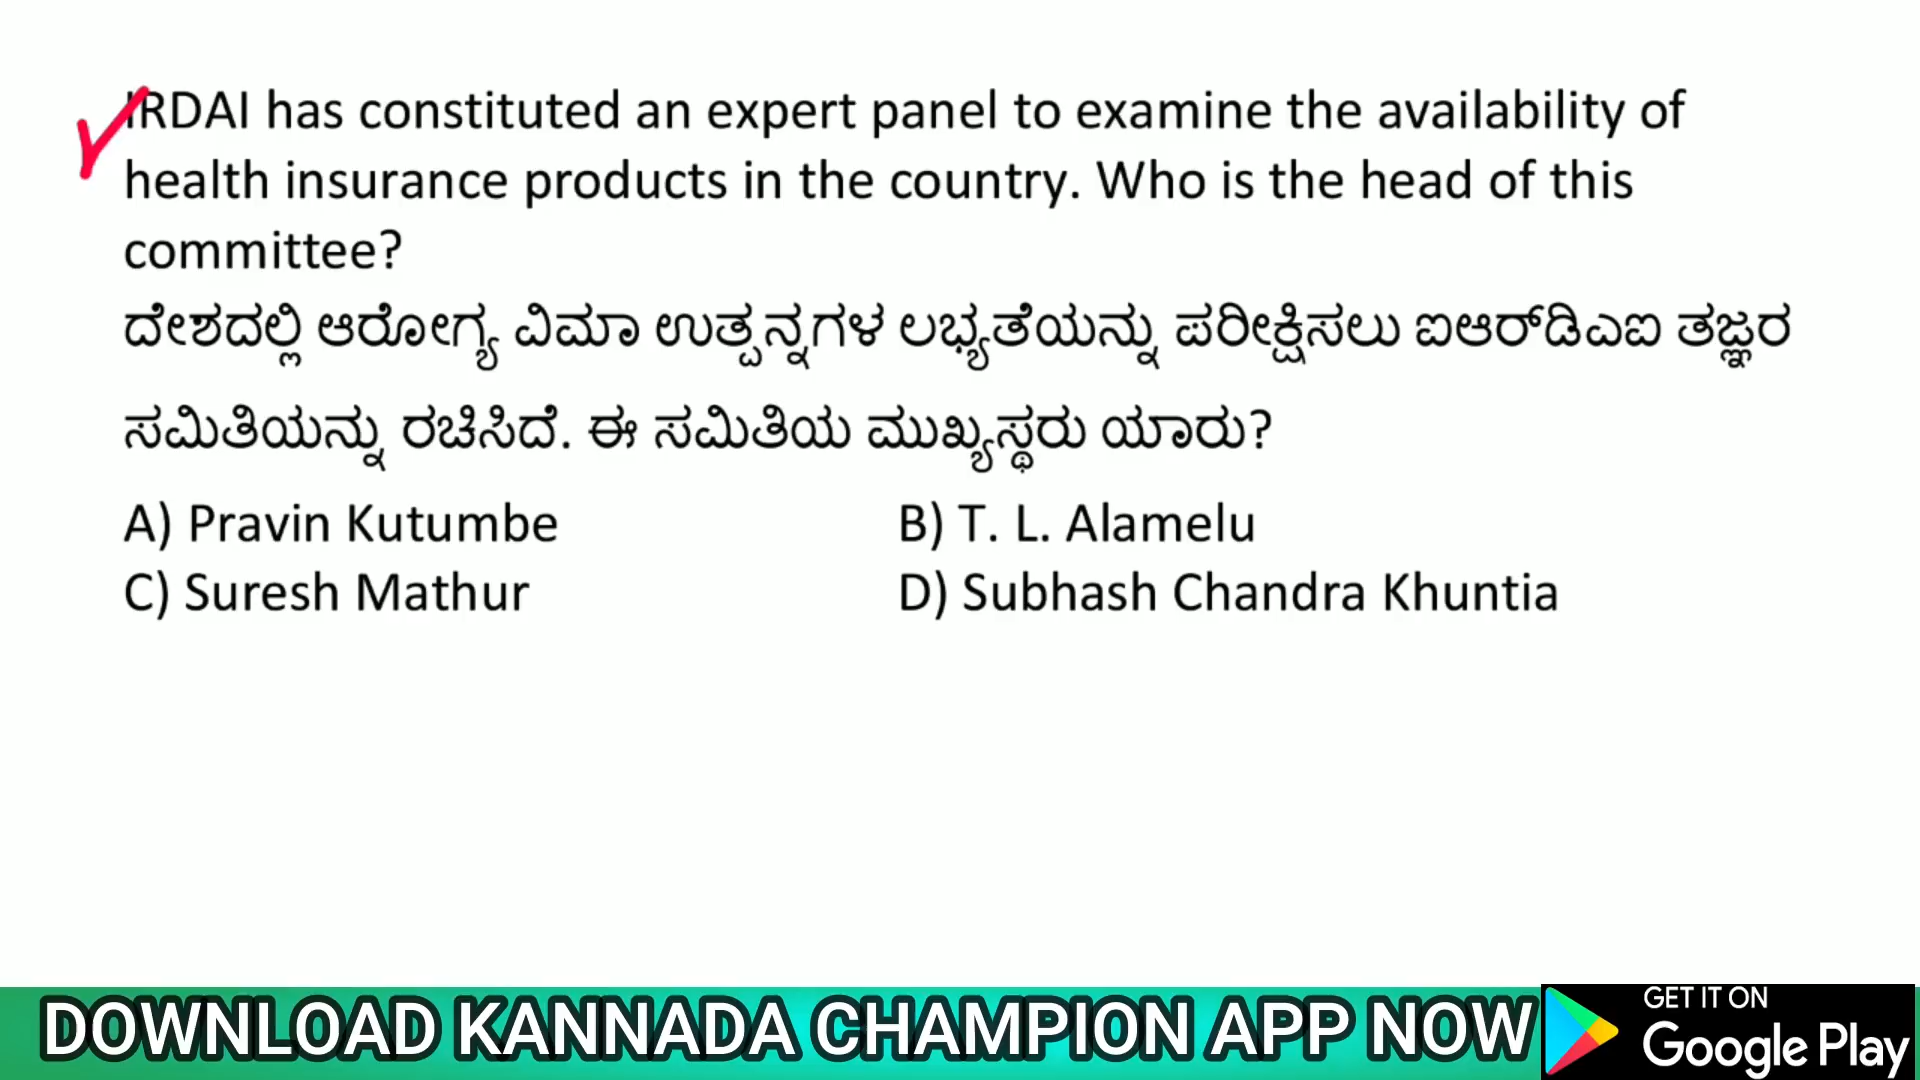 IRDAI has constituted an expert panel to examine the availability of
health insurance products in the country. Who is the head of this
committee?
ದೇಶದಲ್ಲಿ ಆರೋಗ್ಯ ವಿಮಾ ಉತ್ಪನ್ನಗಳ ಲಭ್ಯತೆಯನ್ನು ಪರೀಕ್ಷಿಸಲು ಐಆರ್‌ಡಿಎಐ ತಜ್ಞರ
ಸಮಿತಿಯನ್ನು ರಚಿಸಿದೆ. ಈ ಸಮಿತಿಯ ಮುಖ್ಯಸ್ಥರು ಯಾರು?
A) Pravin Kutumbe B) T. L. Alamelu
C) Suresh Mathur D) Subhash Chandra Khuntia
DOWNLOAD KANNADA CHAMPION APP NOW
GET IT ON
Google Play